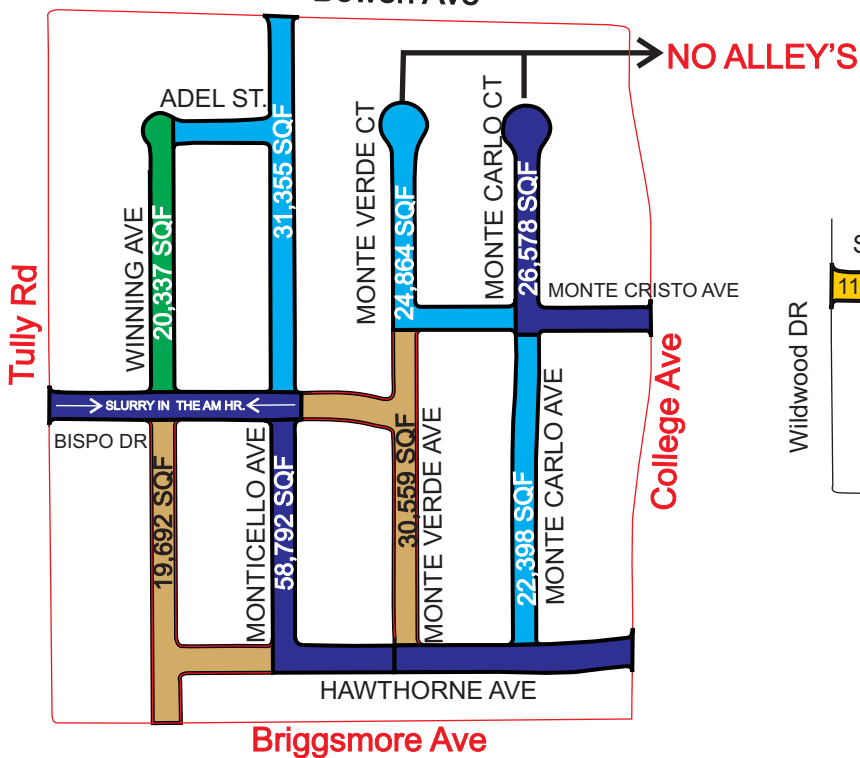 NO ALLEY'S
ADEL ST.
31,355 SQF
MONTE VERDE CT
24,864 SQF
MONTE CARLO CT
26,578 SQF
WINNING AVE
20,337 SQF
MONTE CRISTO AVE
Tully Rd
College Ave
Wildwood DR
11
SLURRY IN THE AM HR.
BISPO DR
19,692 SQF
MONTICELLO AVE
58,792 SQF
30,559 SQF
MONTE VERDE AVE
22,398 SQF
MONTE CARLO AVE
HAWTHORNE AVE
Briggsmore Ave